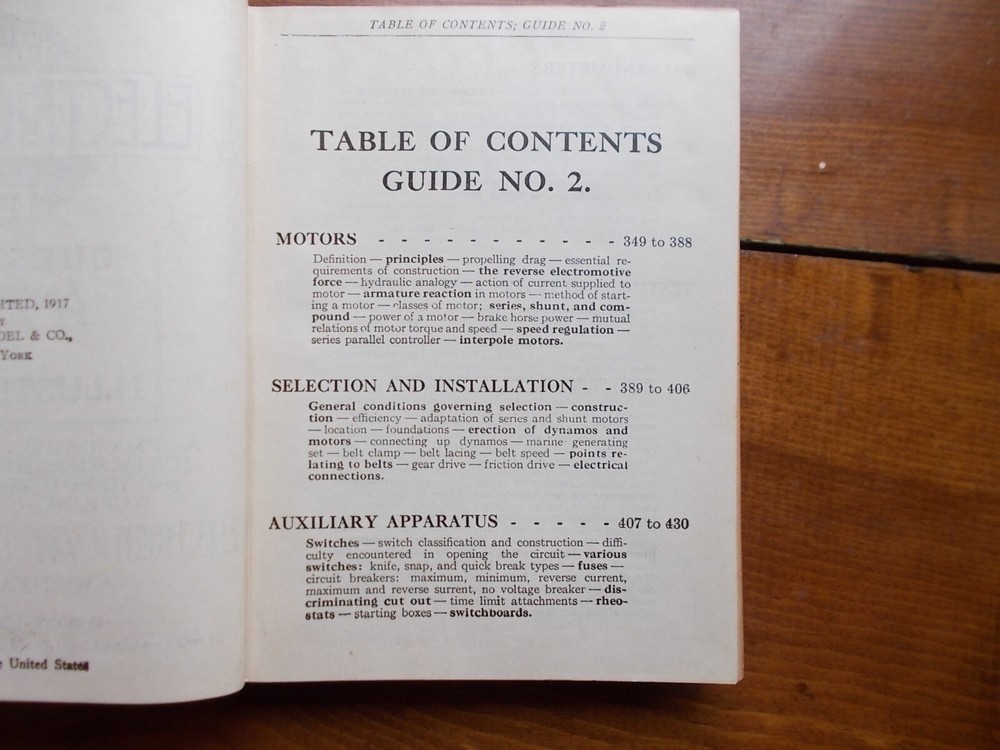 HTED, 1917
DEL & CO.,
YORK
United States
TABLE OF CONTENTS; GUIDE NO. 2
TABLE OF CONTENTS
GUIDE NO. 2.
MOTORS - - - - - - - - - - - 349 to 388
Definition — principles — propelling drag — essential re-
quirements of construction — the reverse electromotive
force — hydraulic analogy — action of current supplied to
motor — armature reaction in motors — method of start-
ing a motor — classes of motor; series, shunt, and com-
pound — power of a motor — brake horse power — mutual
relations of motor torque and speed — speed regulation —
series parallel controller — interpole motors.
SELECTION AND INSTALLATION - - 389 to 406
General conditions governing selection — construc-
tion — efficiency — adaptation of series and shunt motors
— location — foundations — erection of dynamos and
motors — connecting up dynamos — marine generating
set — belt clamp — belt lacing — belt speed — points re-
lating to belts — gear drive — friction drive — electrical
connections.
AUXILIARY APPARATUS - - - - - 407 to 430
Switches — switch classification and construction — diffi-
culty encountered in opening the circuit — various
switches: knife, snap, and quick break types — fuses —
circuit breakers: maximum, minimum, reverse current,
maximum and reverse surrent, no voltage breaker — dis-
criminating cut out — time limit attachments — rheo-
stats — starting boxes — switchboards.